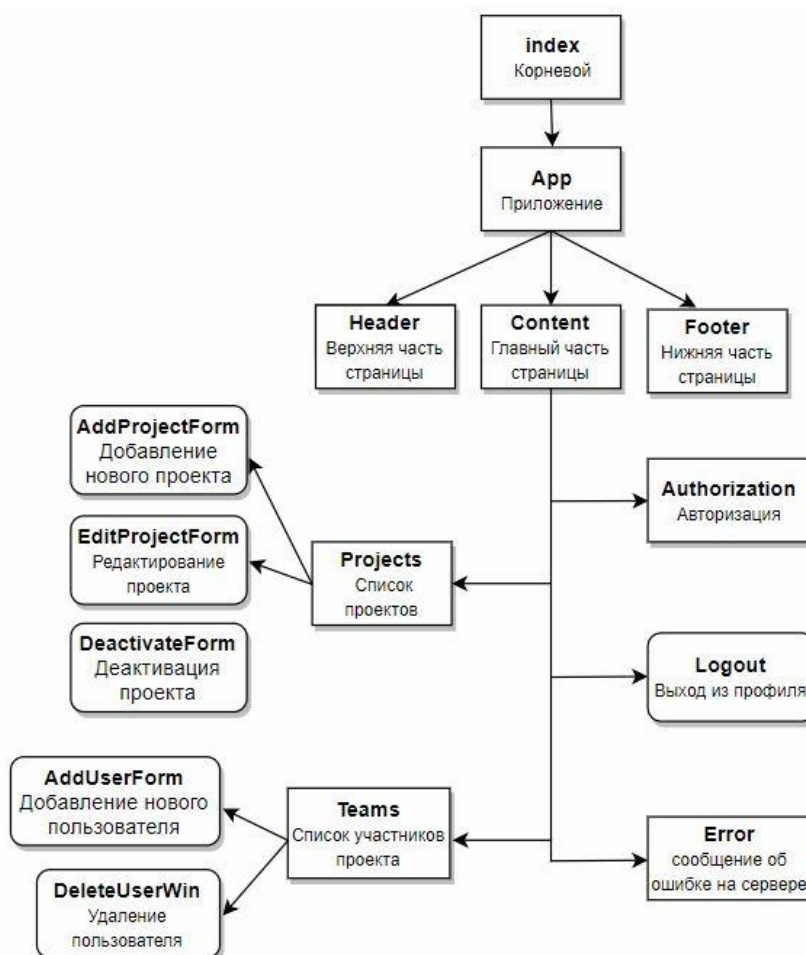 index
Корневой
App
Приложение
Header
Верхняя часть
страницы
Content
Главный часть
страницы
Footer
Нижняя часть
страницы
AddProjectForm
Добавление
нового проекта
EditProjectForm
Редактирование
проекта
DeactivateForm
Деактивация
проекта
Projects
Список
проектов
Authorization
Авторизация
Logout
Выход из профиля
AddUserForm
Добавление нового
пользователя
DeleteUserWin
Удаление
пользователя
Teams
Список участников
проекта
Error
сообщение об
ошибке на сервере